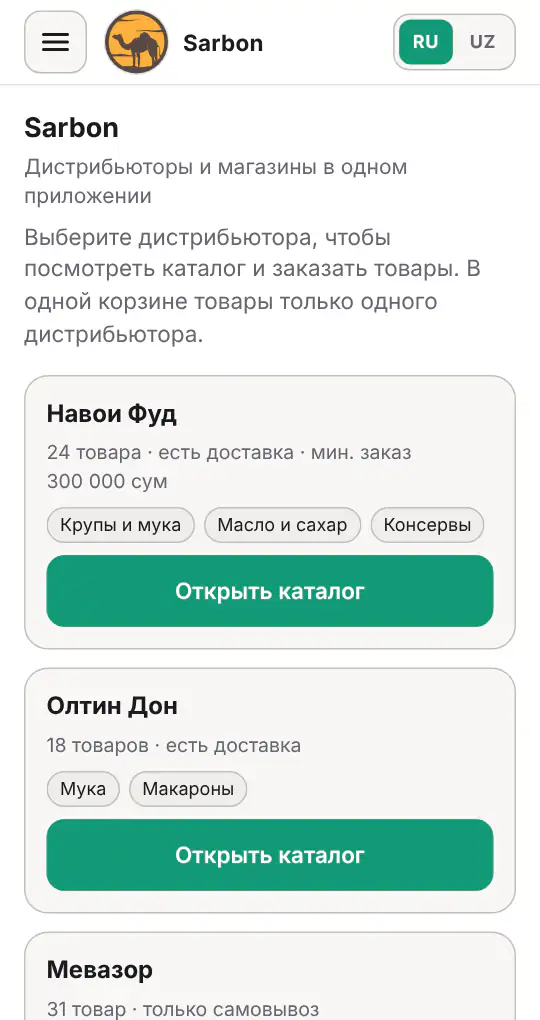 Sarbon
RU UZ
Sarbon
Дистрибьюторы и магазины в одном
приложении
Выберите дистрибьютора, чтобы
посмотреть каталог и заказать товары. В
одной корзине товары только одного
дистрибьютора.
Навои Фуд
24 товара · есть доставка · мин. заказ
300 000 сум
Крупы и мука Масло и сахар Консервы
Открыть каталог
Олтин Дон
18 товаров · есть доставка
Мука Макароны
Открыть каталог
Мевазор
31 товар · только самовывоз